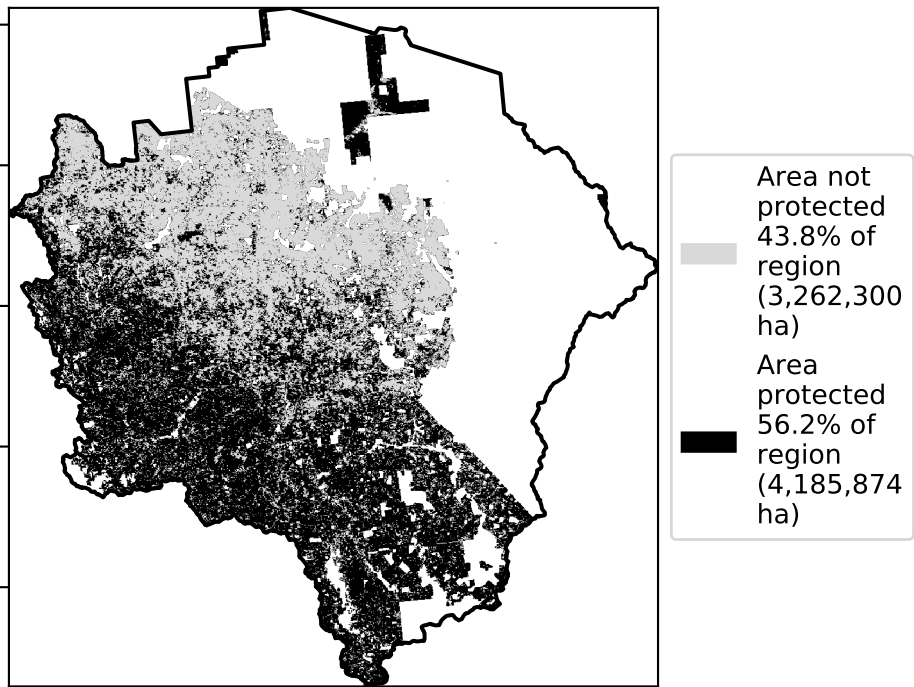 Area not
protected
43.8% of
region
(3,262,300
ha)
Area
protected
56.2% of
region
(4,185,874
ha)